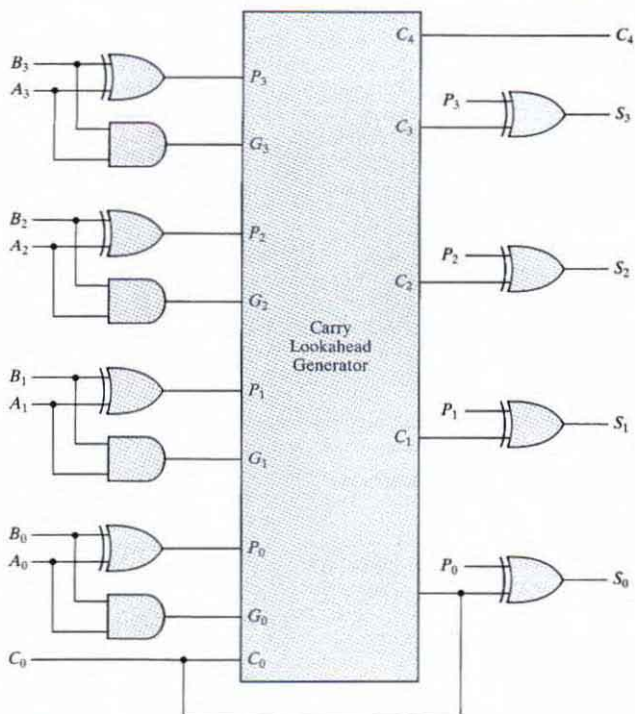 C₄
C₄
B₃
A₃
P₃
P₃
S₃
C₃
G₃
B₂
A₂
P₂
P₂
S₂
C₂
G₂
Carry
Lookahead
Generator
B₁
A₁
P₁
P₁
S₁
C₁
G₁
B₀
A₀
P₀
P₀
S₀
G₀
C₀
C₀